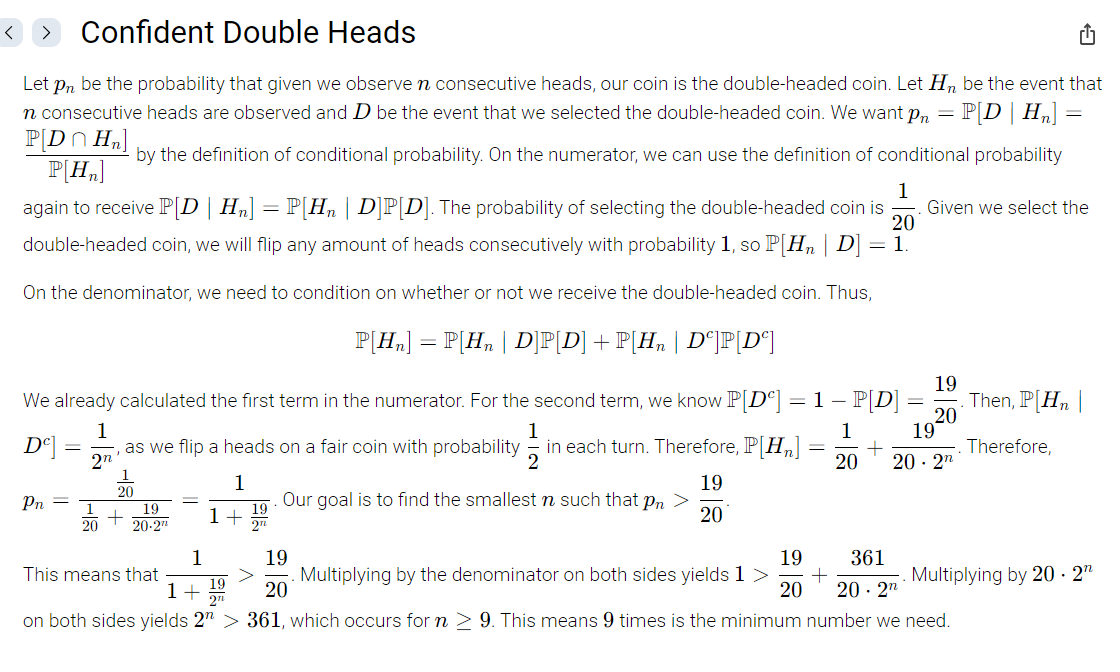 Confident Double Heads
Let $p_n$ be the probability that given we observe $n$ consecutive heads, our coin is the double-headed coin. Let $H_n$ be the event that
$n$ consecutive heads are observed and $D$ be the event that we selected the double-headed coin. We want $p_n = \mathbb{P}[D \mid H_n] =$
$\dfrac{\mathbb{P}[D \cap H_n]}{\mathbb{P}[H_n]}$ by the definition of conditional probability. On the numerator, we can use the definition of conditional probability
again to receive $\mathbb{P}[D \mid H_n] = \mathbb{P}[H_n \mid D]\mathbb{P}[D]$. The probability of selecting the double-headed coin is $\dfrac{1}{20}$. Given we select the
double-headed coin, we will flip any amount of heads consecutively with probability $1$, so $\mathbb{P}[H_n \mid D] = 1$.
On the denominator, we need to condition on whether or not we receive the double-headed coin. Thus,
$\mathbb{P}[H_n] = \mathbb{P}[H_n \mid D]\mathbb{P}[D] + \mathbb{P}[H_n \mid D^c]\mathbb{P}[D^c]$
We already calculated the first term in the numerator. For the second term, we know $\mathbb{P}[D^c] = 1 - \mathbb{P}[D] = \dfrac{19}{20}$. Then, $\mathbb{P}[H_n \mid$
$D^c] = \dfrac{1}{2^n}$, as we flip a heads on a fair coin with probability $\dfrac{1}{2}$ in each turn. Therefore, $\mathbb{P}[H_n] = \dfrac{1}{20} + \dfrac{19}{20 \cdot 2^n}$. Therefore,
$p_n = \dfrac{\frac{1}{20}}{\frac{1}{20} + \frac{19}{20 \cdot 2^n}} = \dfrac{1}{1 + \frac{19}{2^n}}$. Our goal is to find the smallest $n$ such that $p_n > \dfrac{19}{20}$.
This means that $\dfrac{1}{1 + \frac{19}{2^n}} > \dfrac{19}{20}$. Multiplying by the denominator on both sides yields $1 > \dfrac{19}{20} + \dfrac{361}{20 \cdot 2^n}$. Multiplying by $20 \cdot 2^n$
on both sides yields $2^n > 361$, which occurs for $n \geq 9$. This means $9$ times is the minimum number we need.